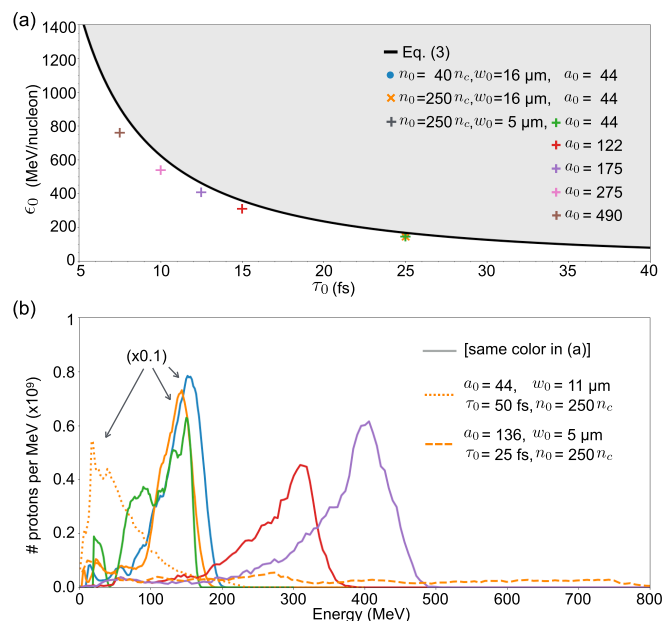 (a)
1400
1200
1000
800
600
400
200
0
ϵ₀ (MeV/nucleon)
Eq. (3)
n₀ = 40 n_c, w₀ = 16 μm, a₀ = 44
n₀ = 250 n_c, w₀ = 16 μm, a₀ = 44
n₀ = 250 n_c, w₀ = 5 μm, a₀ = 44
a₀ = 122
a₀ = 175
a₀ = 275
a₀ = 490
5 10 15 20 25 30 35 40
τ₀ (fs)
(b)
1
0.8
0.6
0.4
0.2
0.0
# protons per MeV (x10⁹)
(x0.1)
[same color in (a)]
a₀ = 44, w₀ = 11 μm
τ₀ = 50 fs, n₀ = 250 n_c
a₀ = 136, w₀ = 5 μm
τ₀ = 25 fs, n₀ = 250 n_c
0 100 200 300 400 500 600 700 800
Energy (MeV)